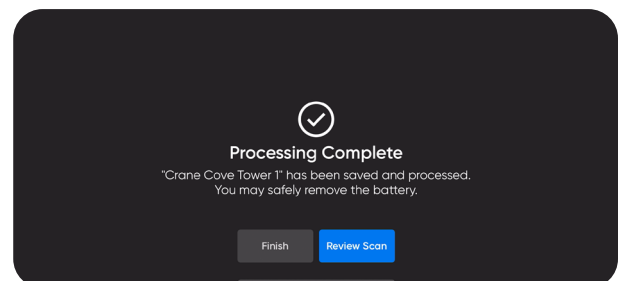 Processing Complete
"Crane Cove Tower 1" has been saved and processed.
You may safely remove the battery.
Finish
Review Scan